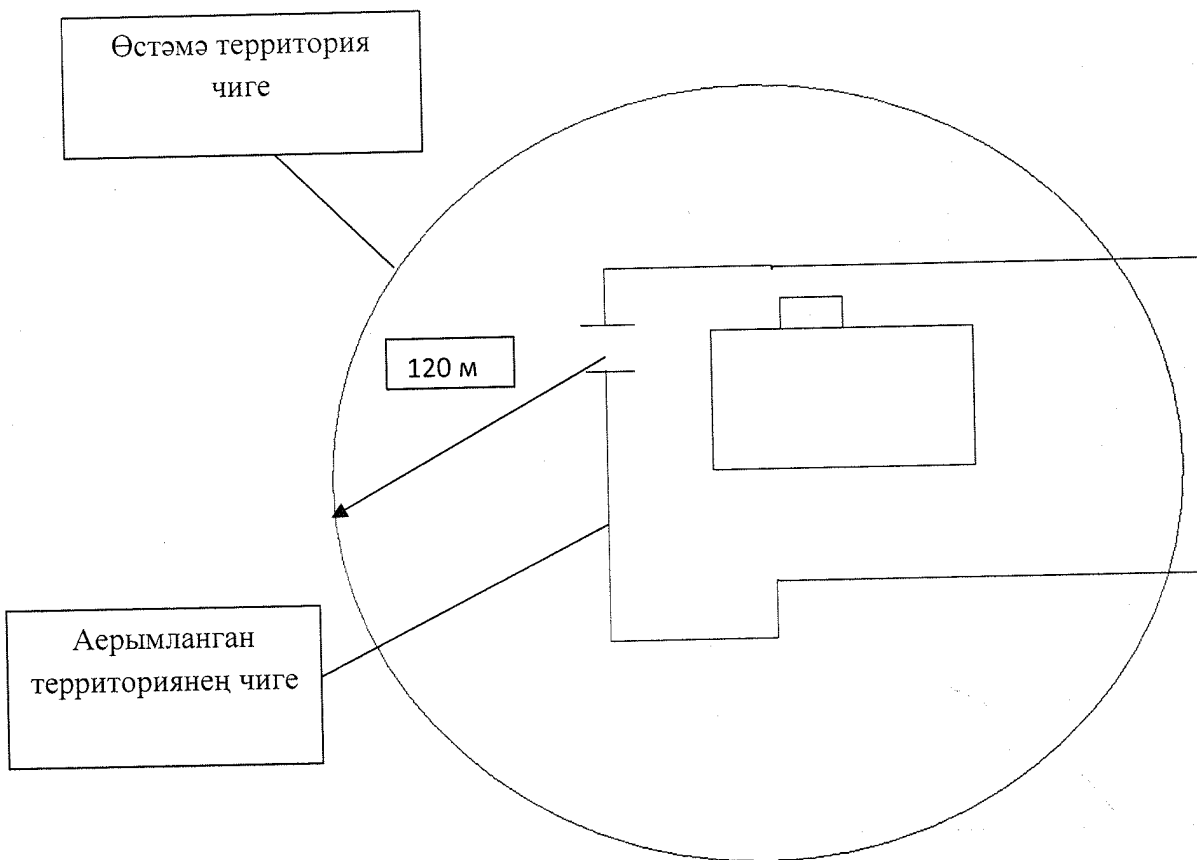 Өстәмә территория
чиге
120 м
Аерымланган
территориянең чиге